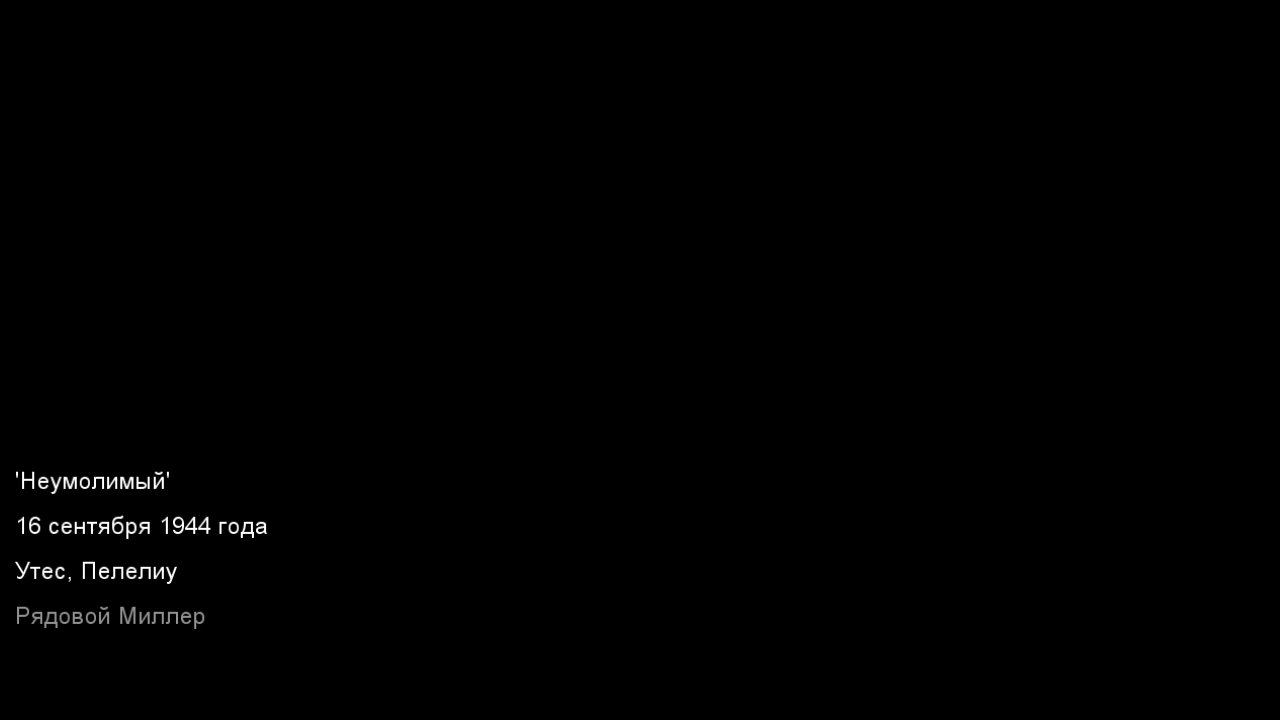 'Неумолимый'
16 сентября 1944 года
Утес, Пелелиу
Рядовой Миллер